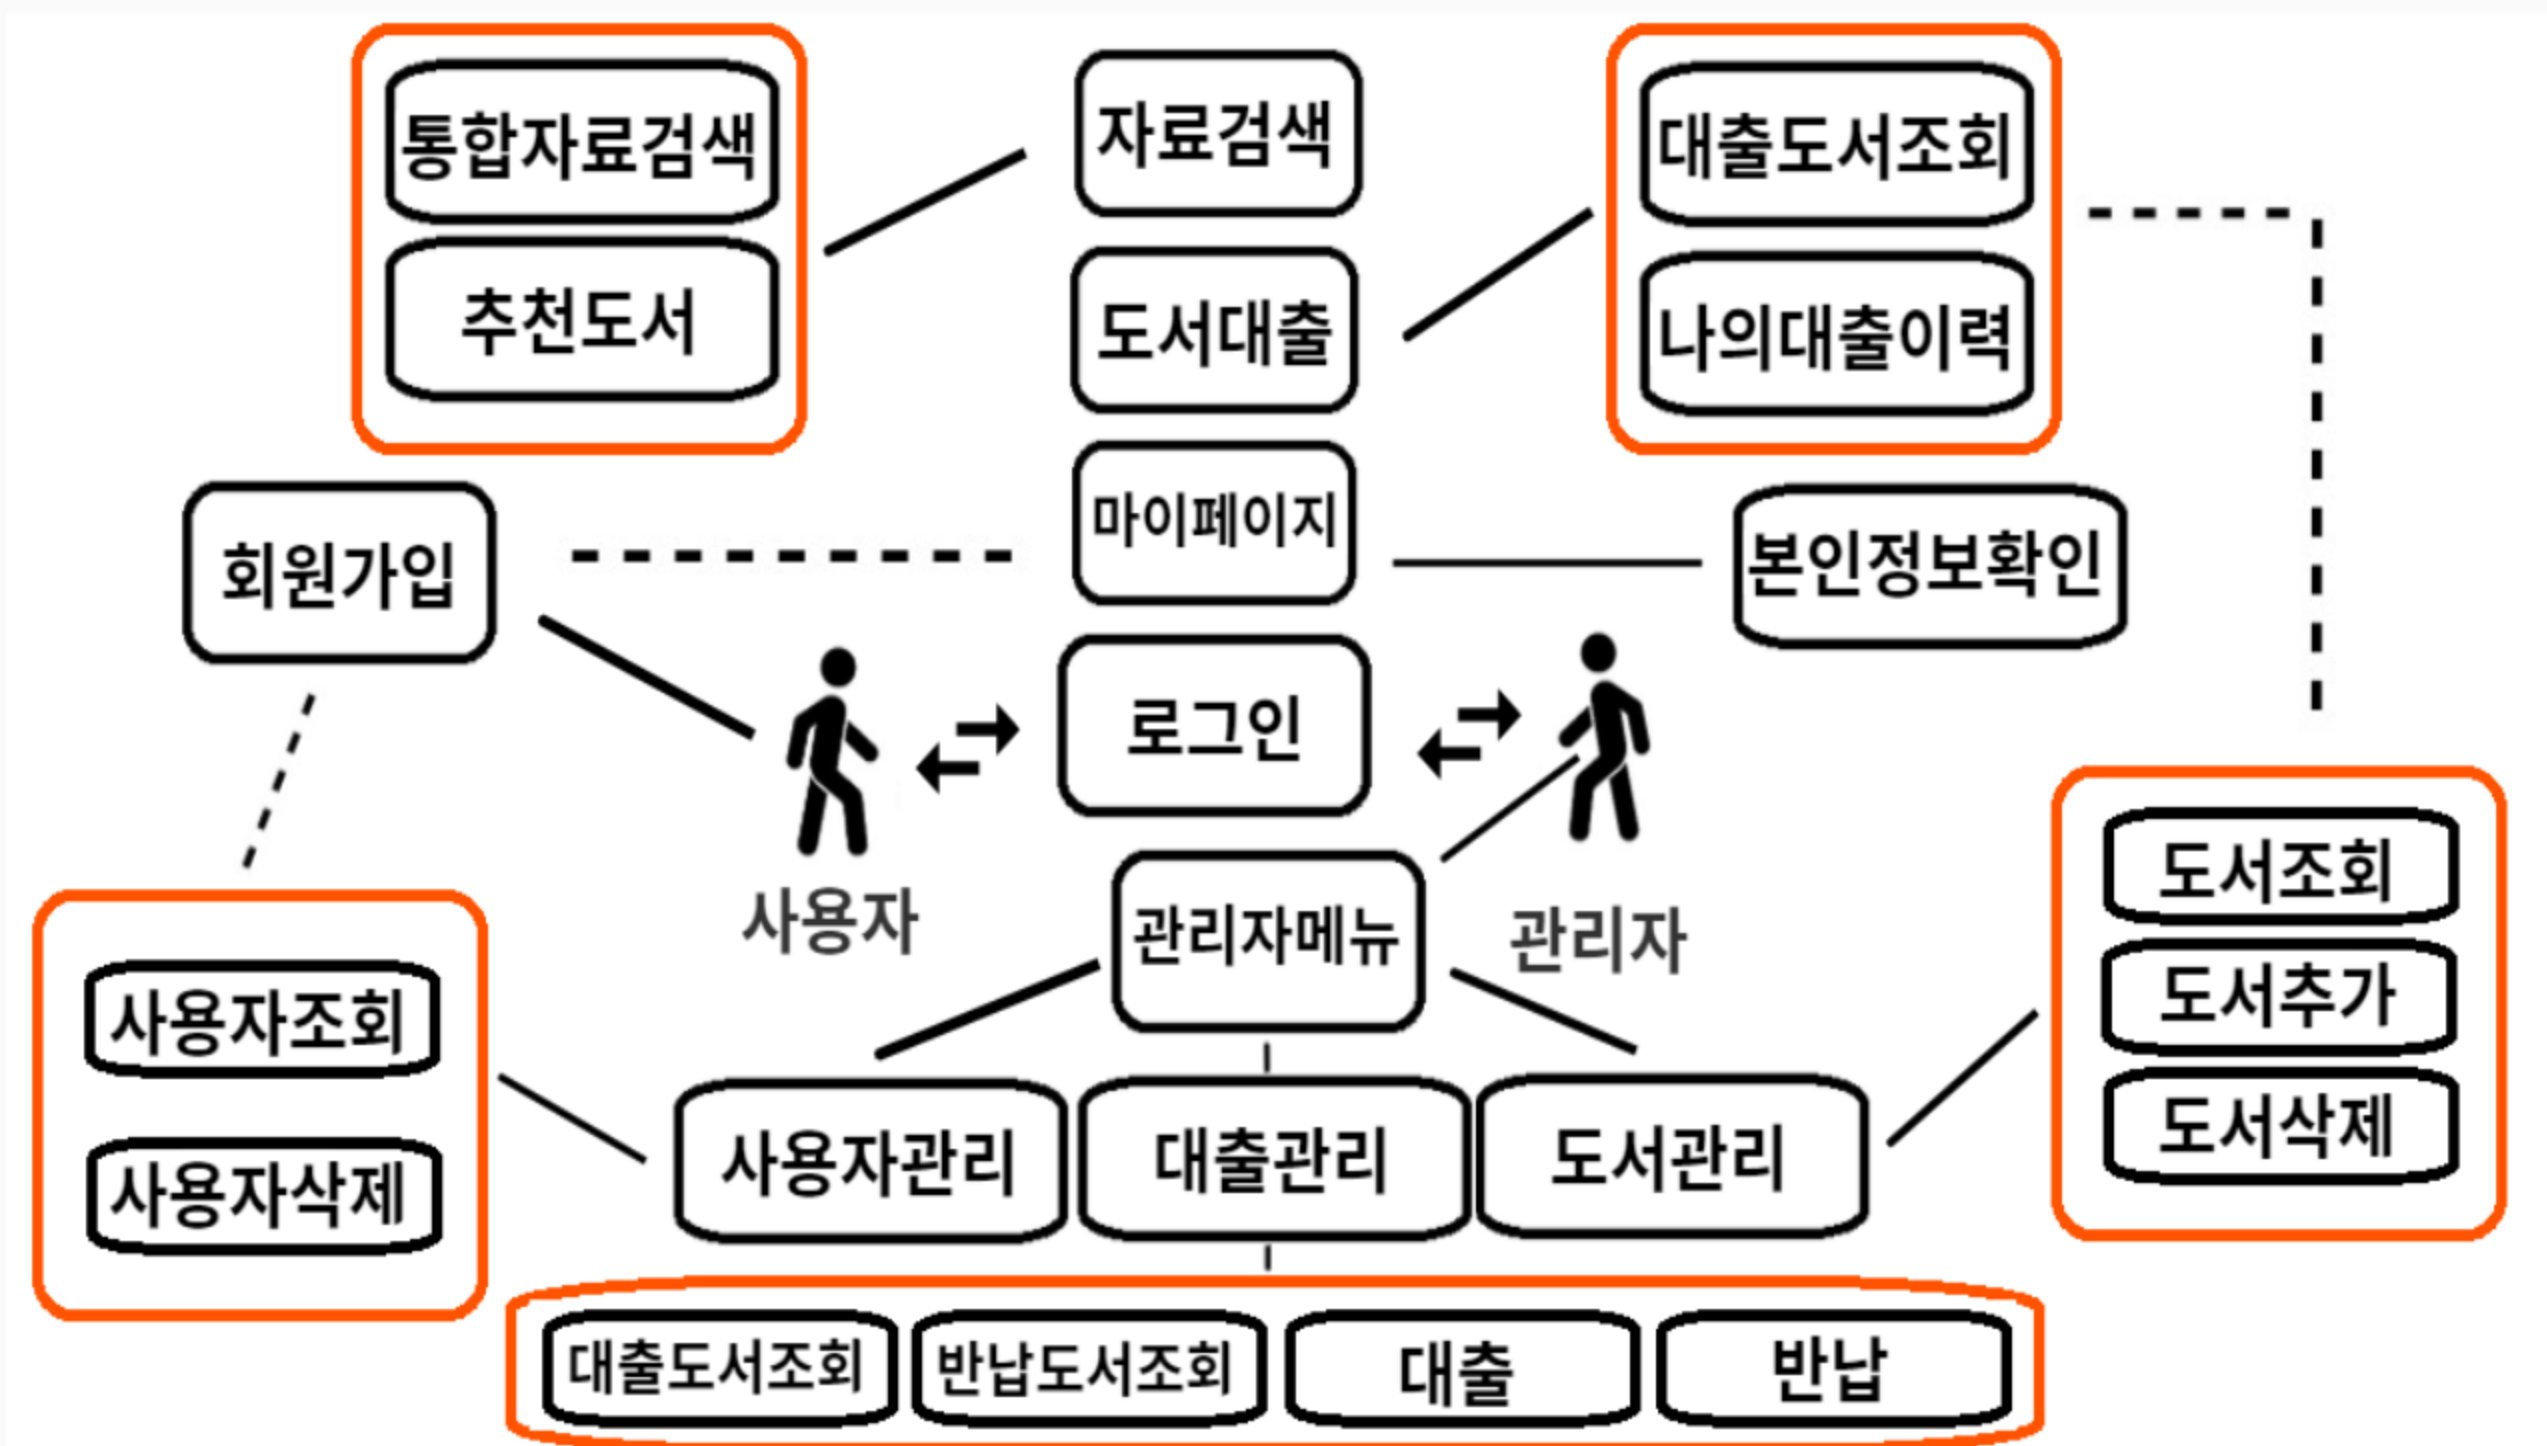 통합자료검색
추천도서
자료검색
도서대출
마이페이지
로그인
대출도서조회
나의대출이력
본인정보확인
회원가입
사용자
관리자
관리자메뉴
사용자조회
사용자삭제
사용자관리
대출관리
도서관리
도서조회
도서추가
도서삭제
대출도서조회
반납도서조회
대출
반납